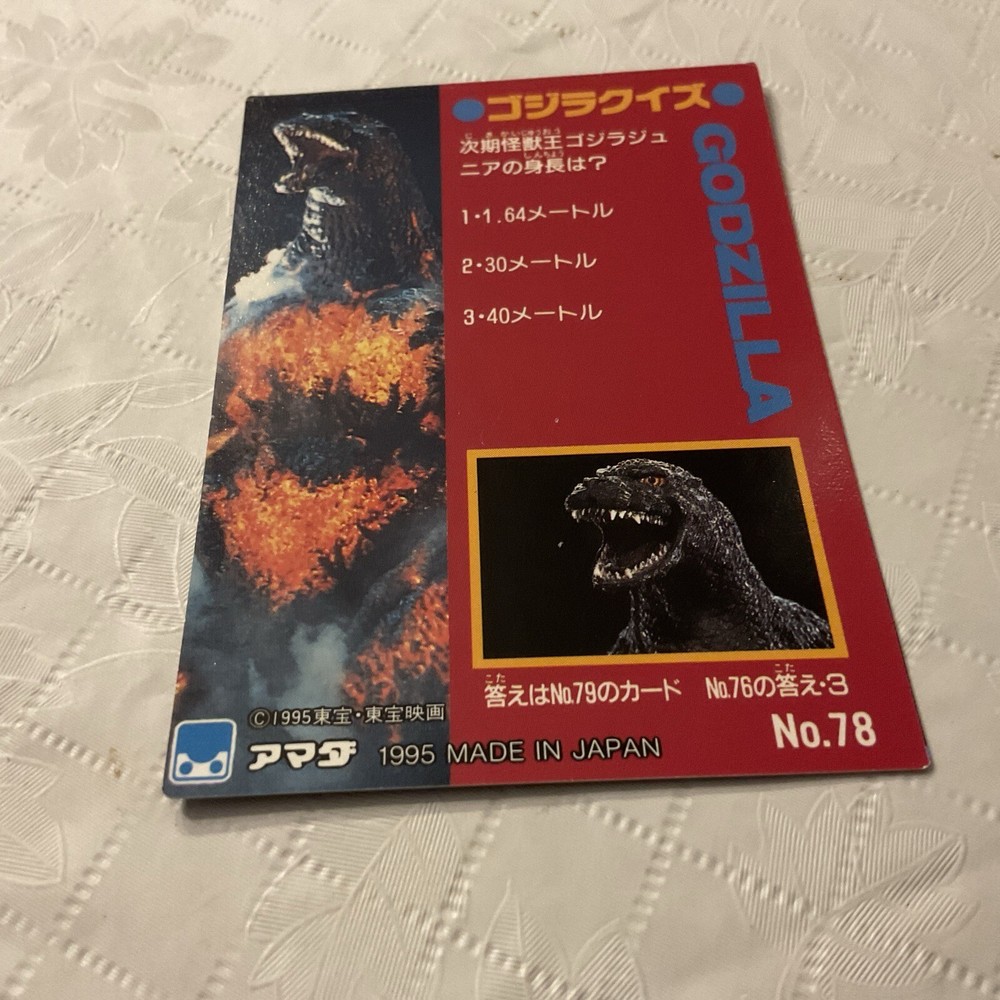 ゴジラクイズ
次期怪獣王ゴジラジュ
ニアの身長は?
1・1.64メートル
2・30メートル
3・40メートル
GODZILLA
答えはNo.79のカード No.76の答え・3
No.78
©1995東宝・東宝映画
アマダ 1995 MADE IN JAPAN